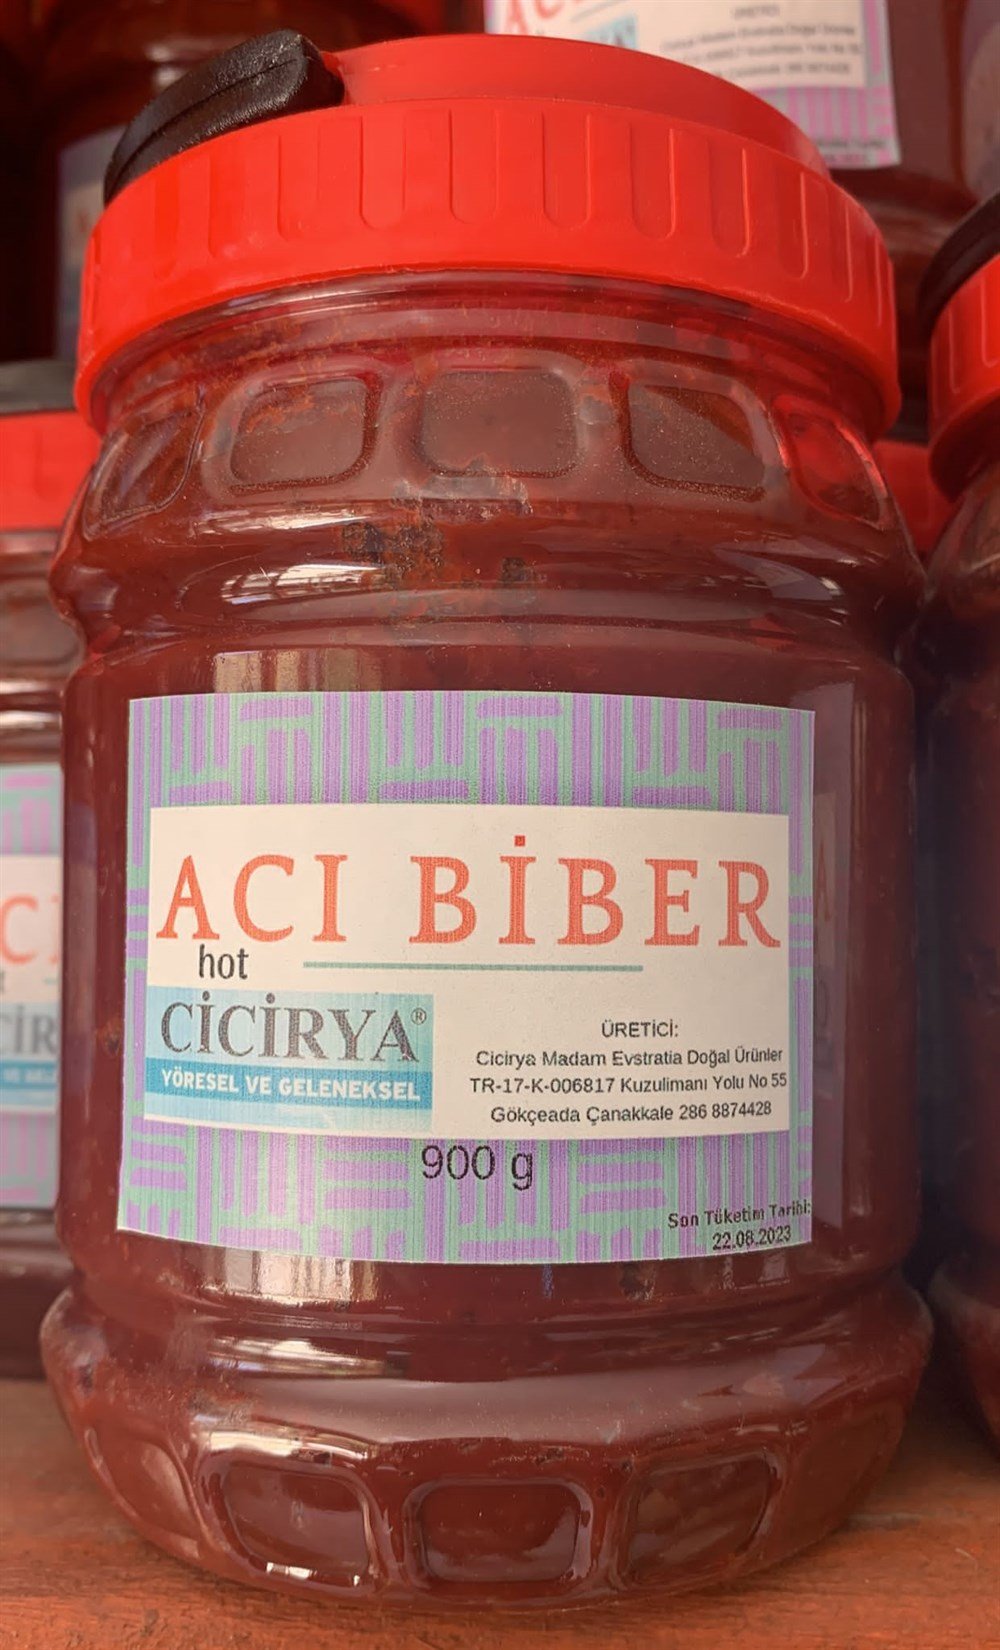 ACI BİBER
hot
CİCİRYA®
YÖRESEL VE GELENEKSEL
ÜRETİCİ:
Cicirya Madam Evstratia Doğal Ürünler
TR-17-K-006817 Kuzulimanı Yolu No 55
Gökçeada Çanakkale 286 8874428
900 g
Son Tüketim Tarihi:
22.08.2023